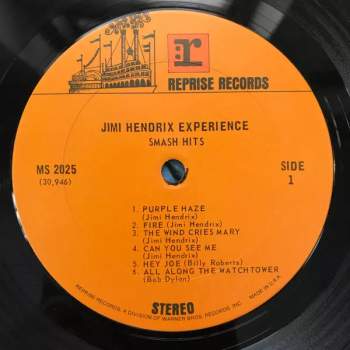 r
REPRISE RECORDS
JIMI HENDRIX EXPERIENCE
SMASH HITS
MS 2025
(30,946)
SIDE
1
1. PURPLE HAZE
(Jimi Hendrix)
2. FIRE (Jimi Hendrix)
3. THE WIND CRIES MARY
(Jimi Hendrix)
4. CAN YOU SEE ME
(Jimi Hendrix)
5. HEY JOE (Billy Roberts)
6. ALL ALONG THE WATCHTOWER
(Bob Dylan)
STEREO
REPRISE RECORDS, A DIVISION OF WARNER BROS. RECORDS, INC. MADE IN U.S.A.